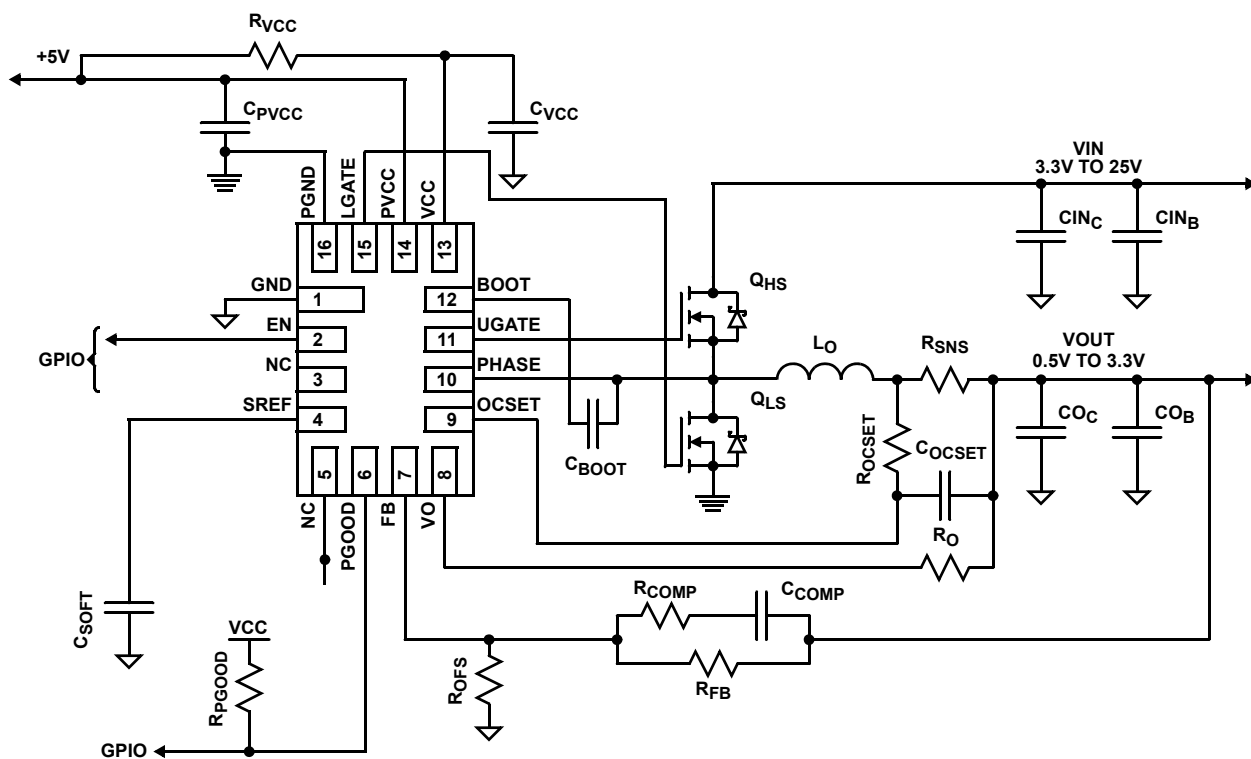 RVCC
+5V
CPVCC
CVCC
PGND
LGATE
PVCC
VCC
16
15
14
13
VIN
3.3V TO 25V
CINC
CINB
GND
1
12
BOOT
QHS
EN
2
11
UGATE
GPIO
NC
3
10
PHASE
LO
RSNS
VOUT
0.5V TO 3.3V
SREF
4
9
OCSET
QLS
CBOOT
ROCSET
COCSET
COC
COB
5
6
7
8
NC
PGOOD
FB
VO
RO
CSOFT
RCOMP
CCOMP
VCC
RPGOOD
ROFS
RFB
GPIO